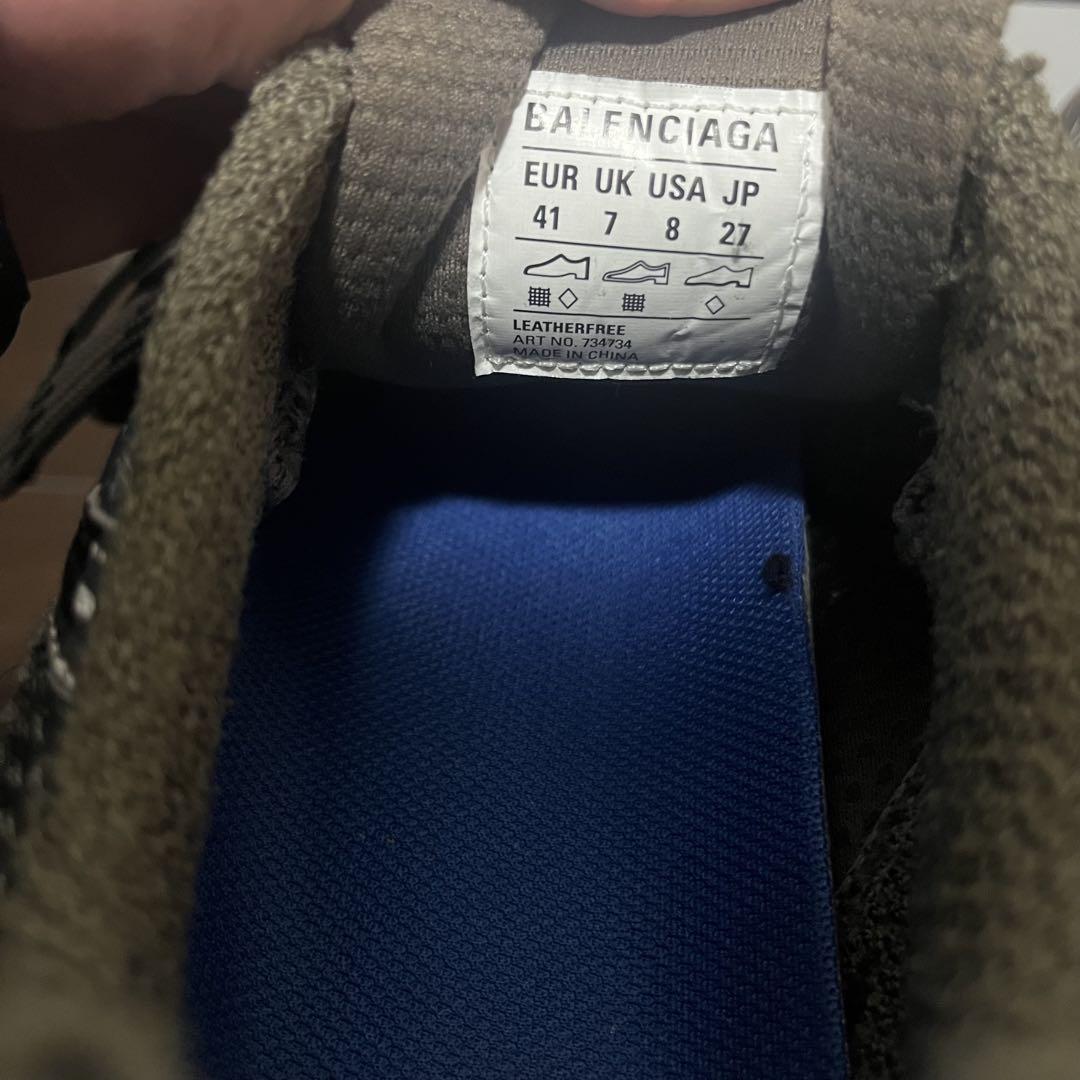 BALENCIAGA
EUR UK USA JP
41 7 8 27
LEATHERFREE
ART NO. 734734
MADE IN CHINA